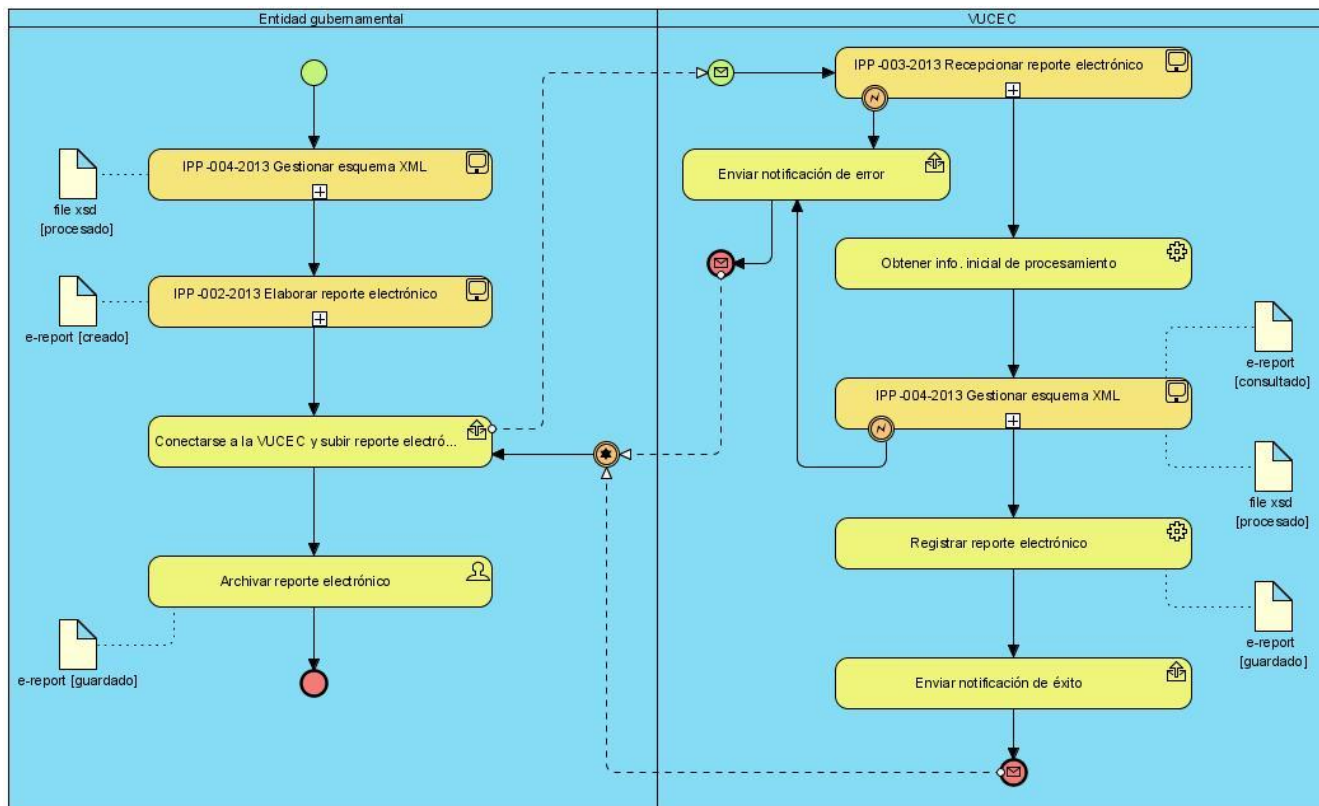 Entidad gubernamental
VUCEC
IPP-003-2013 Recepcionar reporte electrónico
IPP-004-2013 Gestionar esquema XML
file xsd
[procesado]
Enviar notificación de error
IPP-002-2013 Elaborar reporte electrónico
e-report [creado]
Obtener info. inicial de procesamiento
e-report
[consultado]
IPP-004-2013 Gestionar esquema XML
Conectarse a la VUCEC y subir reporte electró...
file xsd
[procesado]
Registrar reporte electrónico
Archivar reporte electrónico
e-report
[guardado]
e-report [guardado]
Enviar notificación de éxito